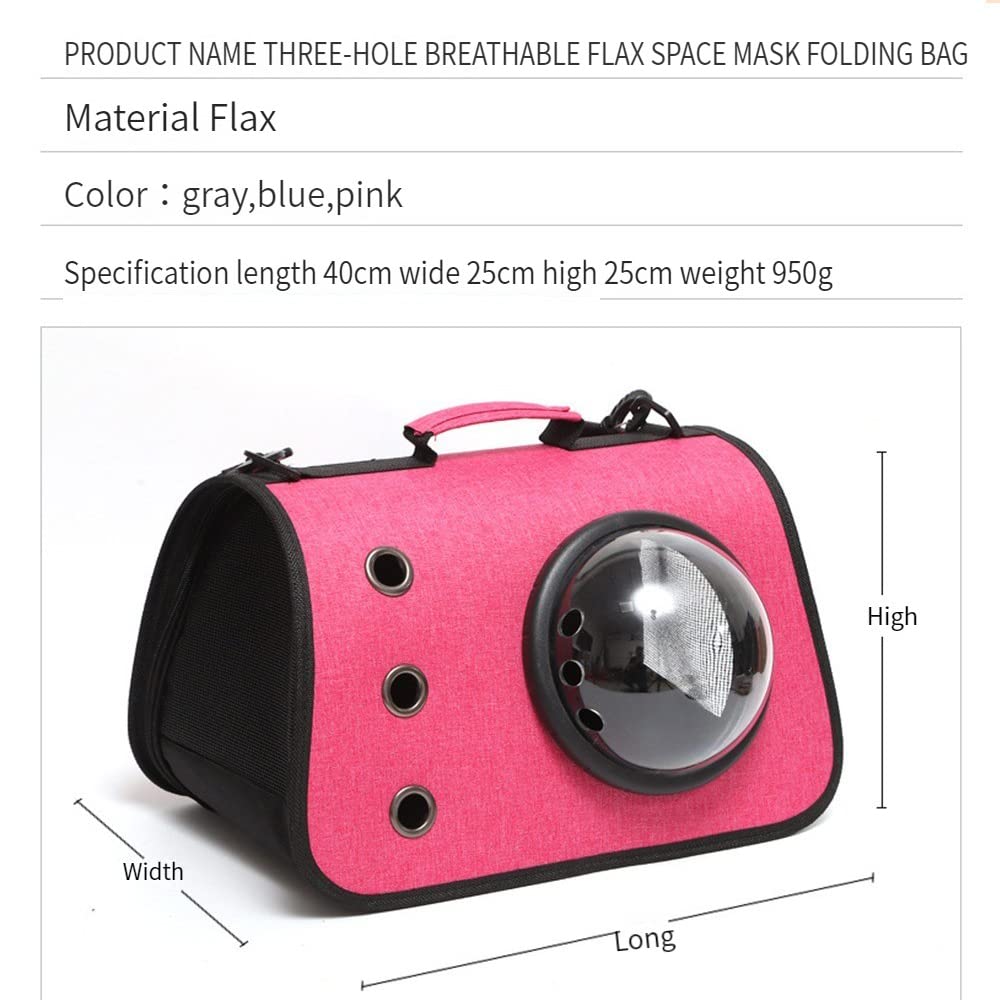 PRODUCT NAME THREE-HOLE BREATHABLE FLAX SPACE MASK FOLDING BAG
Material Flax
Color：gray,blue,pink
Specification length 40cm wide 25cm high 25cm weight 950g
High
Width
Long